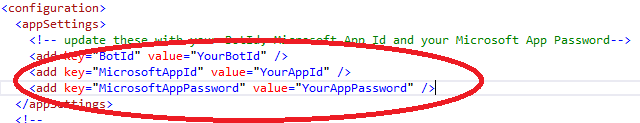 <configuration>
<appSettings>
<!-- update these with your BotId, Microsoft App Id and your Microsoft App Password-->
<add key="BotId" value="YourBotId" />
<add key="MicrosoftAppId" value="YourAppId" />
<add key="MicrosoftAppPassword" value="YourAppPassword" />
</appSettings>
<!--